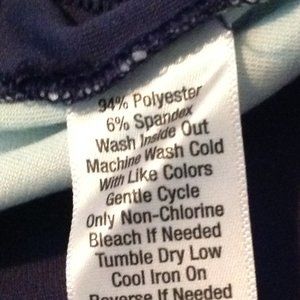 94% Polyester
6% Spandex
Wash Inside Out
Machine Wash Cold
With Like Colors
Gentle Cycle
Only Non-Chlorine
Bleach If Needed
Tumble Dry Low
Cool Iron On
Reverse If Needed